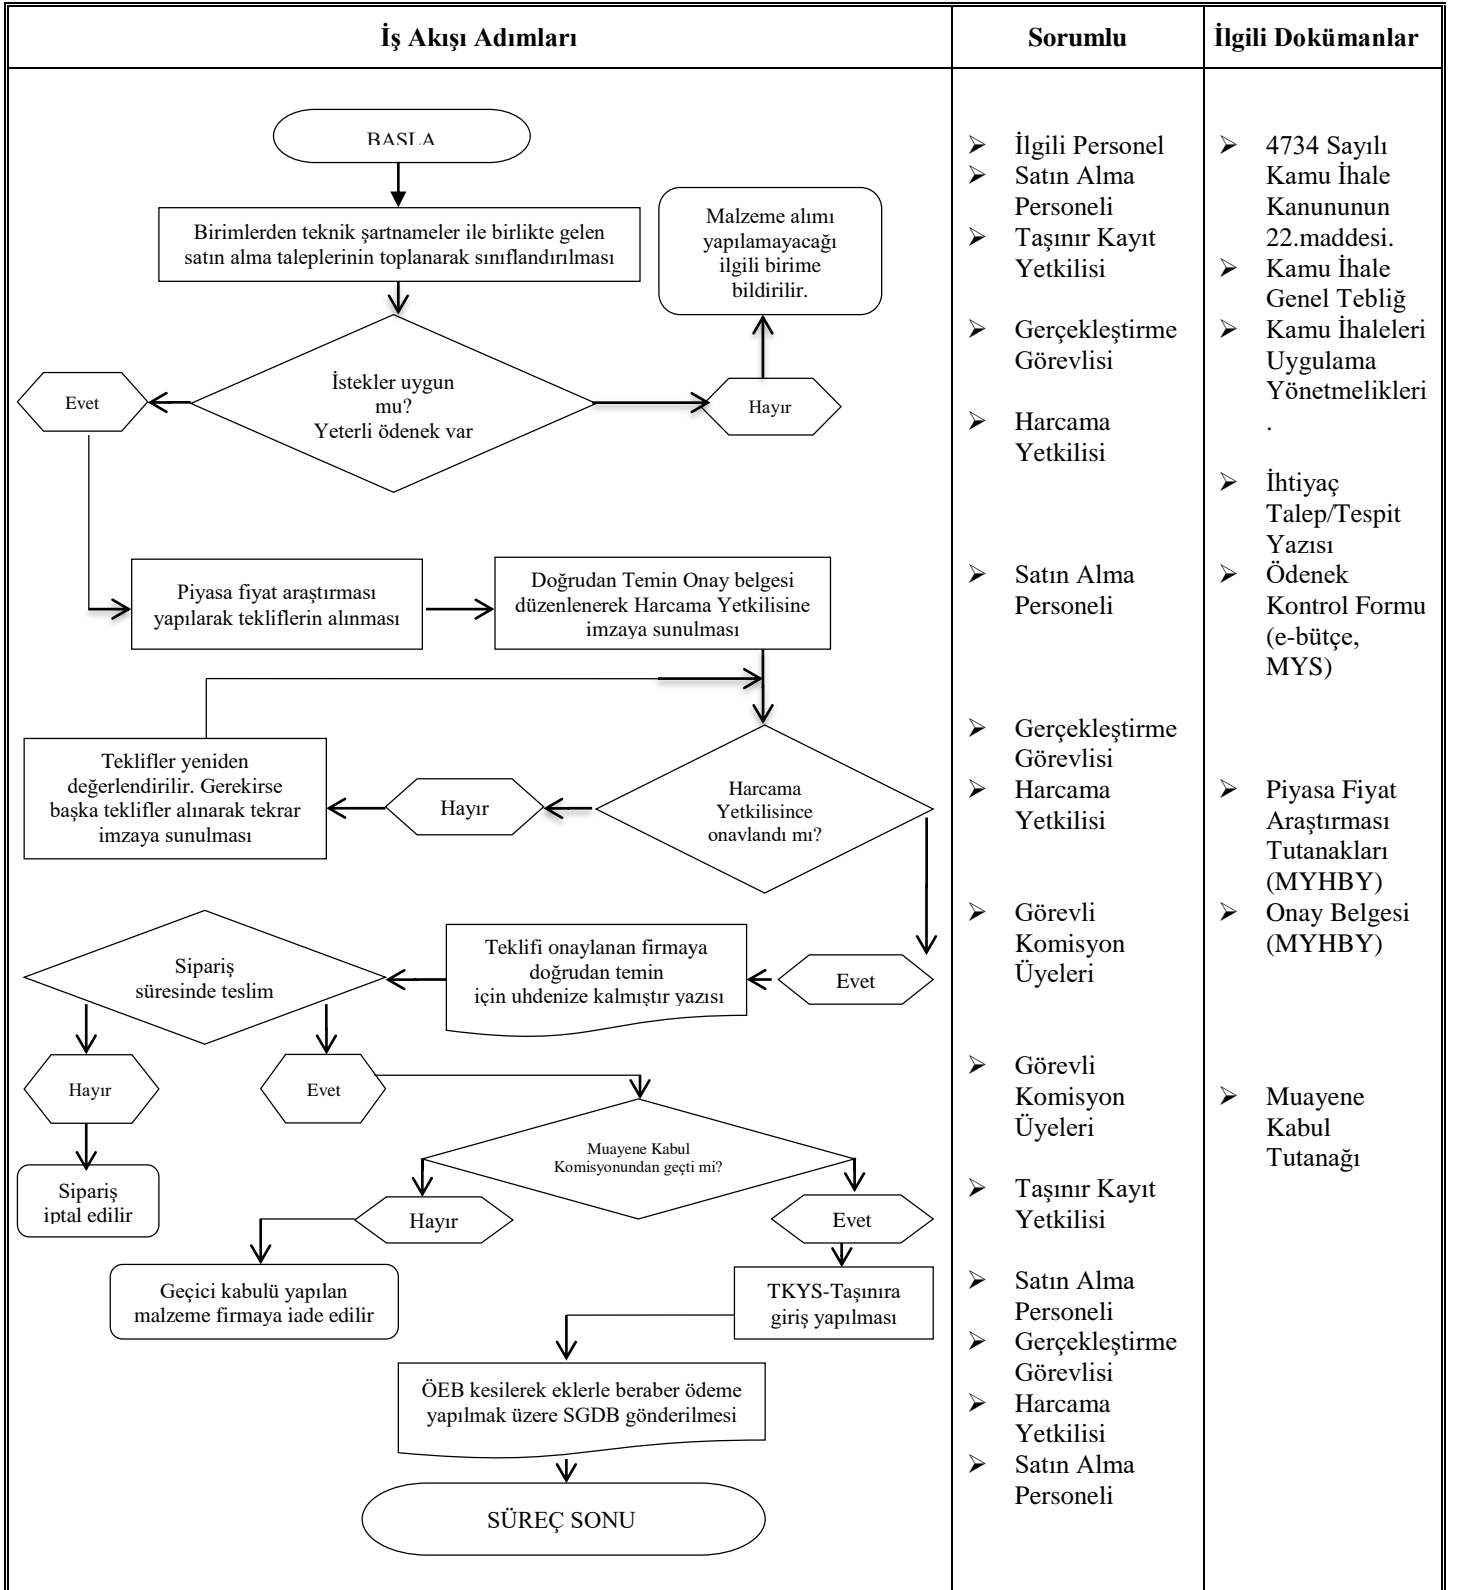 İş Akışı Adımları
Sorumlu
İlgili Dokümanlar
BAŞLA
Birimlerden teknik şartnameler ile birlikte gelen
satın alma taleplerinin toplanarak sınıflandırılması
Malzeme alımı
yapılamayacağı
ilgili birime
bildirilir.
İstekler uygun
mu?
Yeterli ödenek var
Evet
Hayır
Piyasa fiyat araştırması
yapılarak tekliflerin alınması
Doğrudan Temin Onay belgesi
düzenlenerek Harcama Yetkilisine
imzaya sunulması
Teklifler yeniden
değerlendirilir. Gerekirse
başka teklifler alınarak tekrar
imzaya sunulması
Hayır
Harcama
Yetkilisince
onaylandı mı?
Sipariş
süresinde teslim
Teklifi onaylanan firmaya
doğrudan temin
için uhdenize kalmıştır yazısı
Evet
Hayır
Evet
Muayene Kabul
Komisyonundan geçti mi?
Sipariş
iptal edilir
Hayır
Evet
Geçici kabulü yapılan
malzeme firmaya iade edilir
TKYS-Taşınıra
giriş yapılması
ÖEB kesilerek eklerle beraber ödeme
yapılmak üzere SGDB gönderilmesi
SÜREÇ SONU
➢ İlgili Personel
➢ Satın Alma
Personeli
➢ Taşınır Kayıt
Yetkilisi
➢ Gerçekleştirme
Görevlisi
➢ Harcama
Yetkilisi
➢ Satın Alma
Personeli
➢ Gerçekleştirme
Görevlisi
➢ Harcama
Yetkilisi
➢ Görevli
Komisyon
Üyeleri
➢ Görevli
Komisyon
Üyeleri
➢ Taşınır Kayıt
Yetkilisi
➢ Satın Alma
Personeli
➢ Gerçekleştirme
Görevlisi
➢ Harcama
Yetkilisi
➢ Satın Alma
Personeli
➢ 4734 Sayılı
Kamu İhale
Kanununun
22.maddesi.
➢ Kamu İhale
Genel Tebliğ
➢ Kamu İhaleleri
Uygulama
Yönetmelikleri
.
➢ İhtiyaç
Talep/Tespit
Yazısı
➢ Ödenek
Kontrol Formu
(e-bütçe,
MYS)
➢ Piyasa Fiyat
Araştırması
Tutanakları
(MYHBY)
➢ Onay Belgesi
(MYHBY)
➢ Muayene
Kabul
Tutanağı